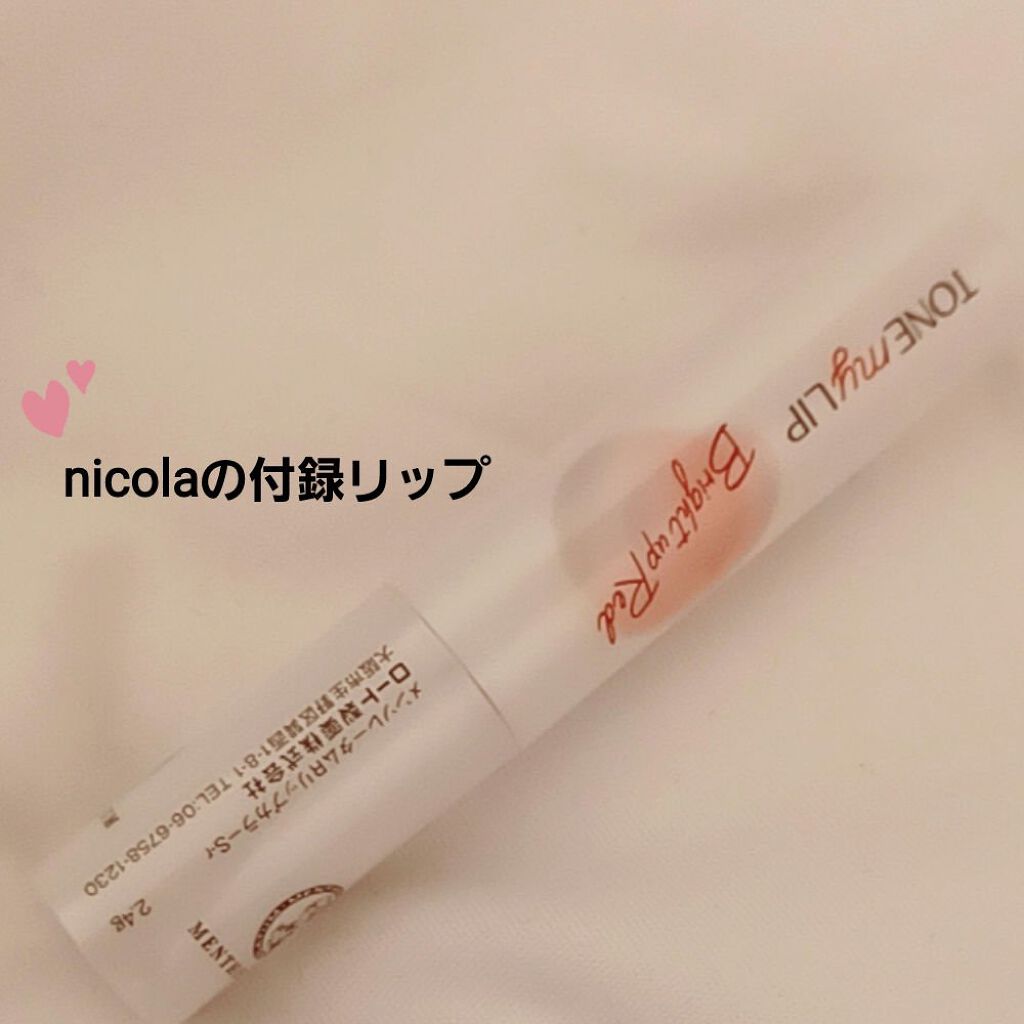 nicolaの付録リップ
TONE my LIP
Bright up Red
メンソレータムRリップカラーS-r
ロート製薬株式会社
大阪市生野区巽西1-8-1 TEL:06-6758-1230
2.4g